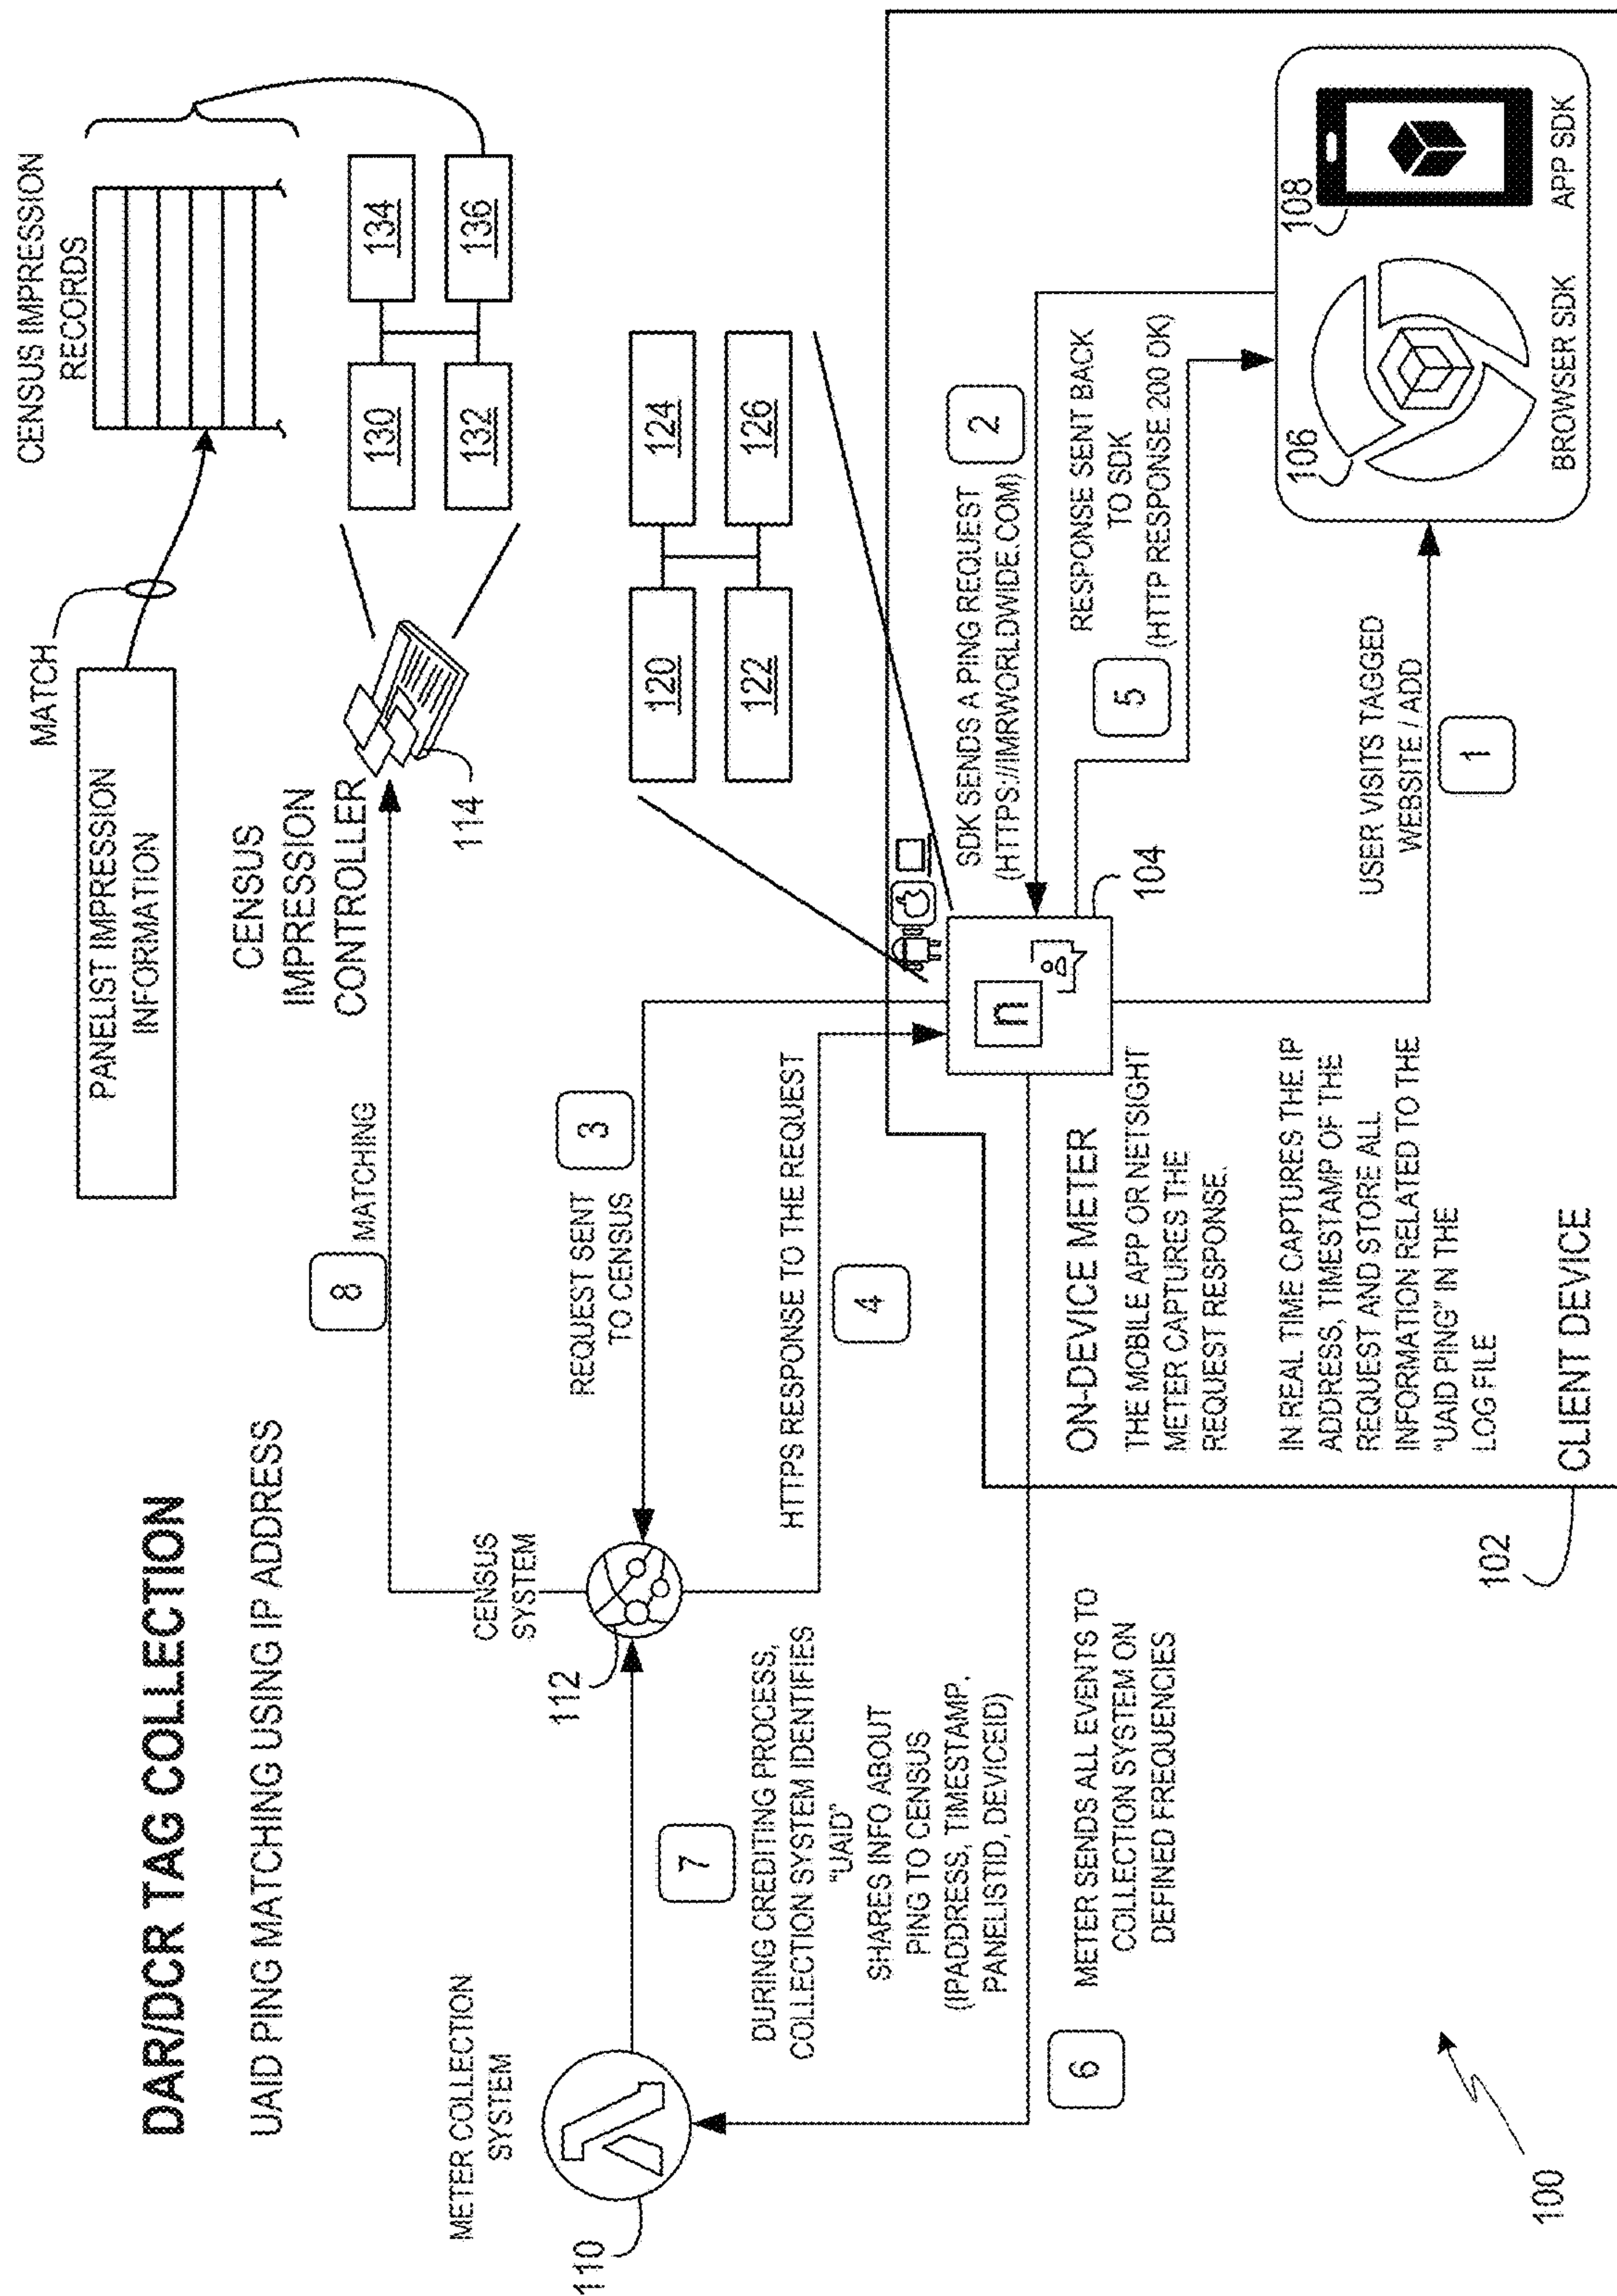 DAR/DCR TAG COLLECTION
UAID PING MATCHING USING IP ADDRESS
PANELIST IMPRESSION
INFORMATION
MATCH
CENSUS IMPRESSION
RECORDS
CENSUS
IMPRESSION
CONTROLLER
114
130
132
134
136
8
MATCHING
METER COLLECTION
SYSTEM
110
CENSUS
SYSTEM
112
REQUEST SENT
TO CENSUS
3
HTTPS RESPONSE TO THE REQUEST
4
120
122
124
126
7
DURING CREDITING PROCESS,
COLLECTION SYSTEM IDENTIFIES
"UAID"
SHARES INFO ABOUT
PING TO CENSUS
(IPADDRESS, TIMESTAMP,
PANELISTID, DEVICEID)
6
METER SENDS ALL EVENTS TO
COLLECTION SYSTEM ON
DEFINED FREQUENCIES
n
104
SDK SENDS A PING REQUEST
(HTTPS://IMRWORLDWIDE.COM)
2
5
RESPONSE SENT BACK
TO SDK
(HTTP RESPONSE 200 OK)
ON-DEVICE METER
THE MOBILE APP OR NETSIGHT
METER CAPTURES THE
REQUEST RESPONSE.
IN REAL TIME CAPTURES THE IP
ADDRESS, TIMESTAMP OF THE
REQUEST AND STORE ALL
INFORMATION RELATED TO THE
"UAID PING" IN THE
LOG FILE
USER VISITS TAGGED
WEBSITE / ADD
1
106
108
BROWSER SDK
APP SDK
CLIENT DEVICE
102
100